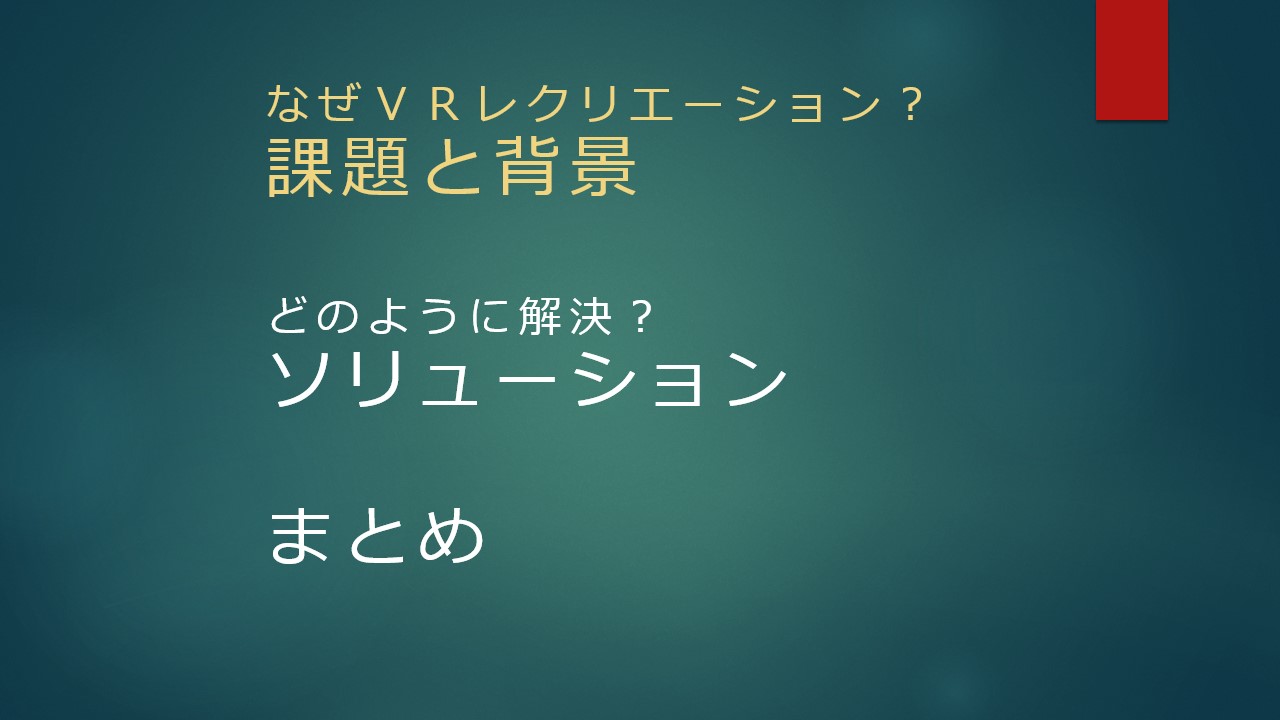 なぜＶＲレクリエーション？
課題と背景
どのように解決？
ソリューション
まとめ